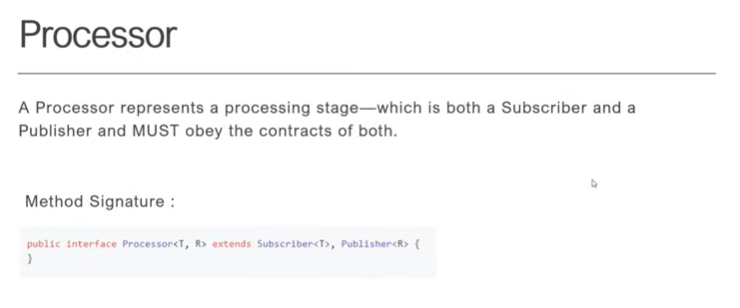 Processor
A Processor represents a processing stage—which is both a Subscriber and a
Publisher and MUST obey the contracts of both.
Method Signature :
public interface Processor<T, R> extends Subscriber<T>, Publisher<R> {
}